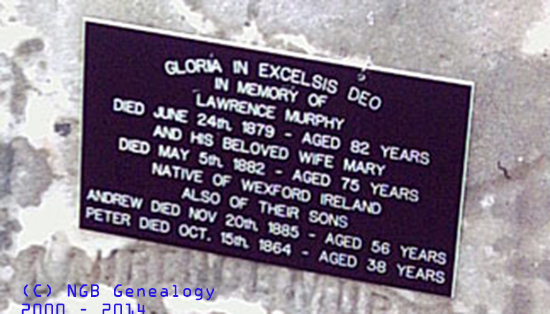 GLORIA IN EXCELSIS DEO
IN MEMORY OF
LAWRENCE MURPHY
DIED JUNE 24th, 1879 - AGED 82 YEARS
AND HIS BELOVED WIFE MARY
DIED MAY 5th, 1882 - AGED 75 YEARS
NATIVE OF WEXFORD IRELAND
ALSO OF THEIR SONS
ANDREW DIED NOV 20th, 1885 - AGED 56 YEARS
PETER DIED OCT. 15th, 1864 - AGED 38 YEARS
(C) NGB Genealogy
2000 - 2014